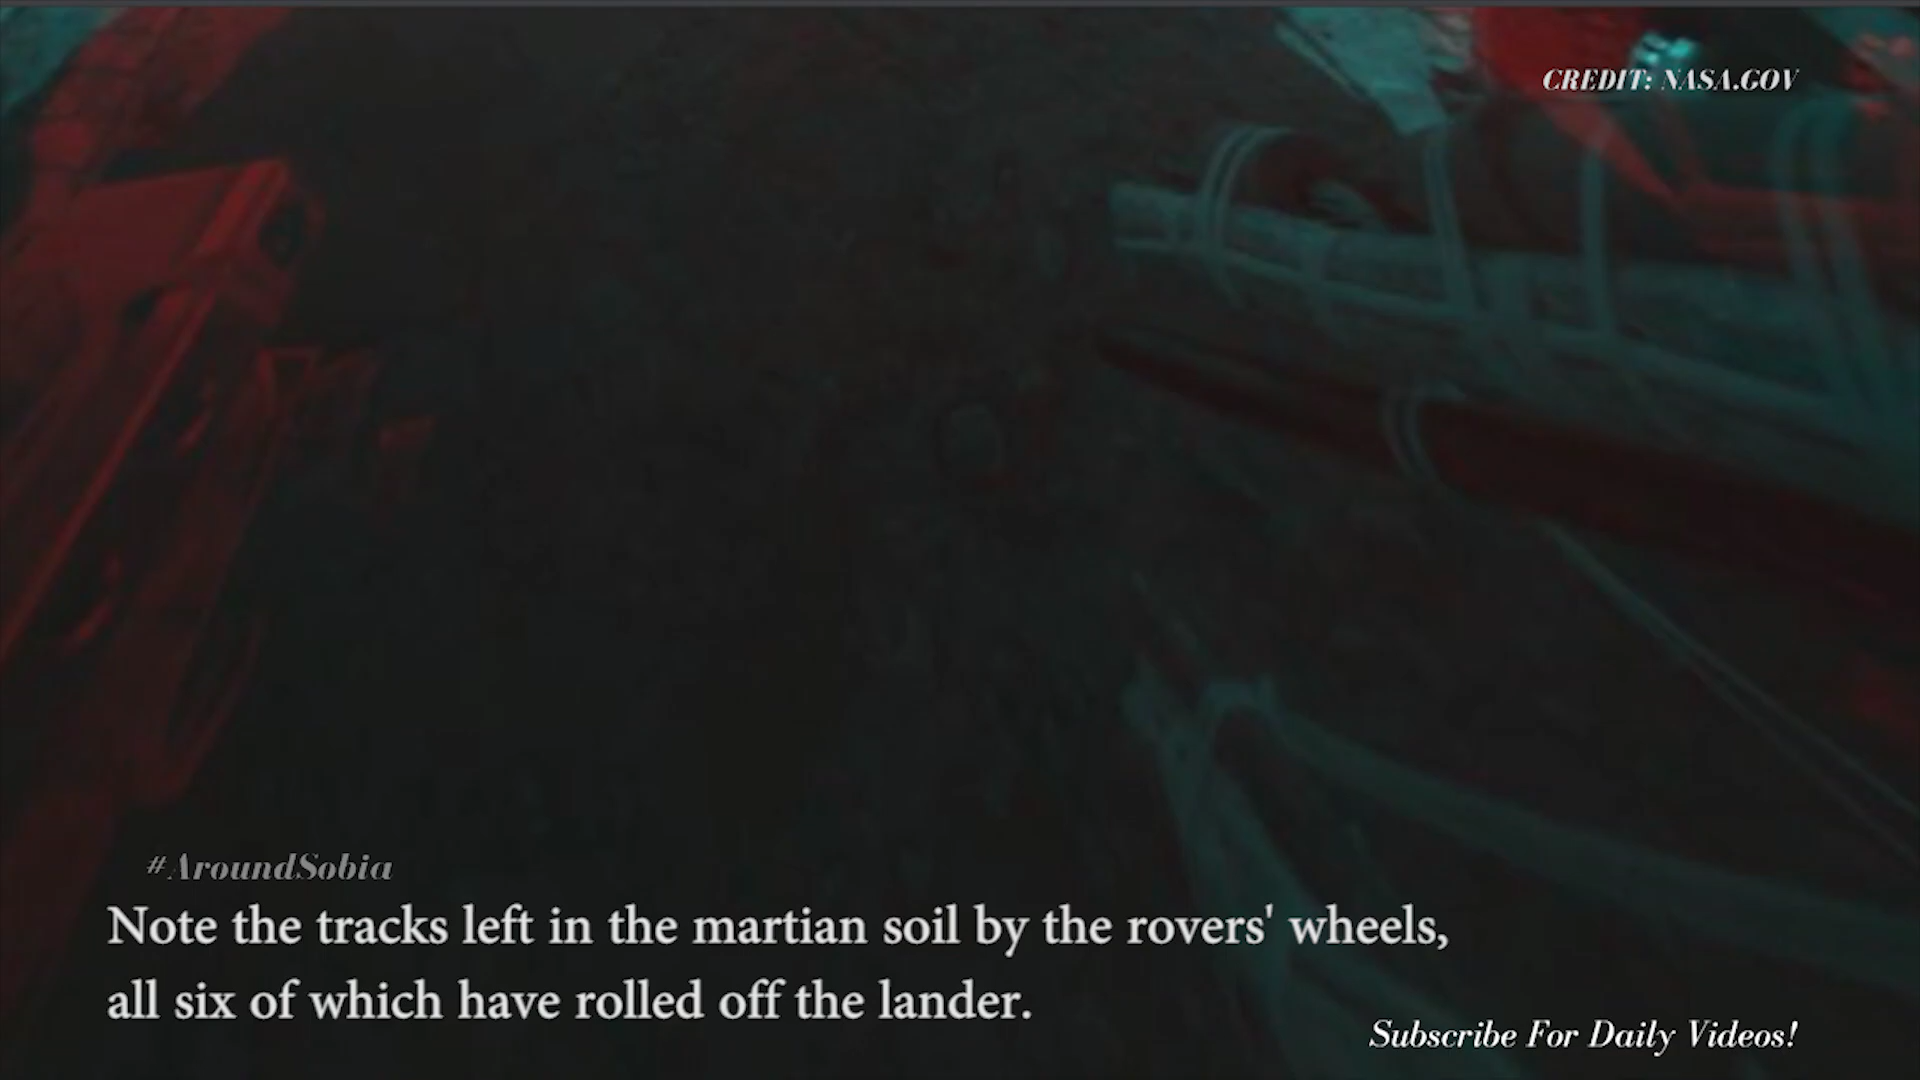 CREDIT: NASA.GOV
#AroundSobia
Note the tracks left in the martian soil by the rovers' wheels,
all six of which have rolled off the lander.
Subscribe For Daily Videos!